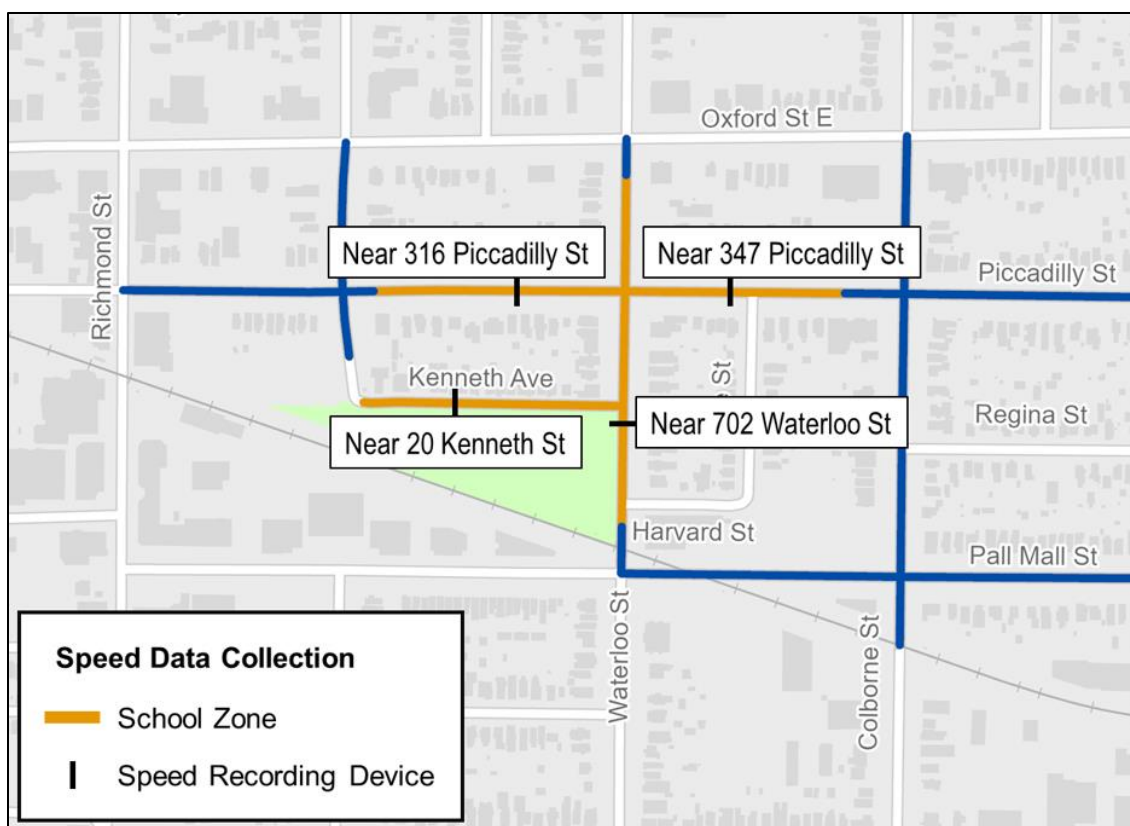 Oxford St E
Richmond St
Near 316 Piccadilly St
Near 347 Piccadilly St
Piccadilly St
Kenneth Ave
St
Regina St
Near 20 Kenneth St
Near 702 Waterloo St
Harvard St
Pall Mall St
Waterloo St
Colborne St
Speed Data Collection
School Zone
Speed Recording Device